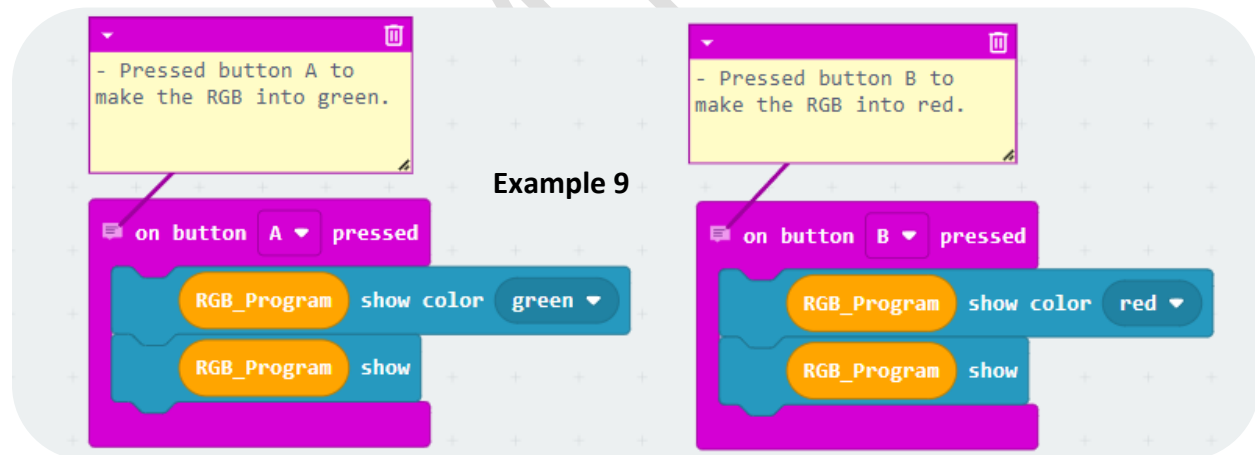 - Pressed button A to
make the RGB into green.
- Pressed button B to
make the RGB into red.
Example 9
on button A pressed
RGB_Program show color green
RGB_Program show
on button B pressed
RGB_Program show color red
RGB_Program show